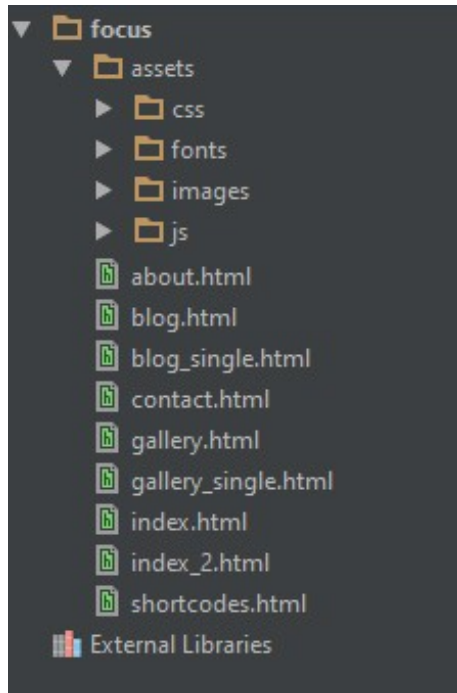 focus
assets
css
fonts
images
js
about.html
blog.html
blog_single.html
contact.html
gallery.html
gallery_single.html
index.html
index_2.html
shortcodes.html
External Libraries